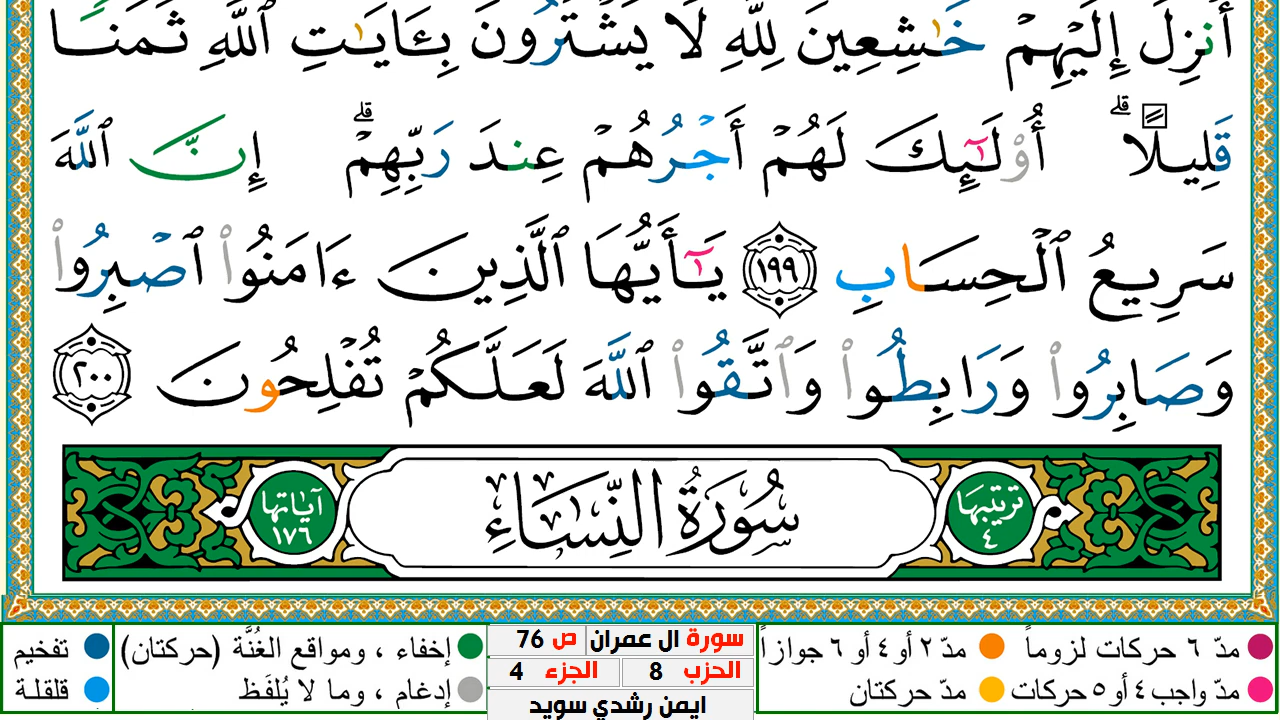 أُنزِلَ إِلَيْهِمْ خَـٰشِعِينَ لِلَّهِ لَا يَشْتَرُونَ بِـَٔايَـٰتِ ٱللَّهِ ثَمَنًا
قَلِيلًا ۗ أُو۟لَـٰٓئِكَ لَهُمْ أَجْرُهُمْ عِندَ رَبِّهِمْ ۗ إِنَّ ٱللَّهَ
سَرِيعُ ٱلْحِسَابِ ١٩٩ يَـٰٓأَيُّهَا ٱلَّذِينَ ءَامَنُوا۟ ٱصْبِرُوا۟
وَصَابِرُوا۟ وَرَابِطُوا۟ وَٱتَّقُوا۟ ٱللَّهَ لَعَلَّكُمْ تُفْلِحُونَ ٢٠٠
ترتيبها ٤ سُورَةُ النِّسَاءِ آياتها ١٧٦
مدّ ٦ حركات لزوماً مدّ ٢ أو ٤ أو ٦ جوازاً سورة ال عمران ص 76 إخفاء ، ومواقع الغُنَّة (حركتان) تفخيم
مدّ واجب ٤ أو ٥ حركات مدّ حركتان الحزب 8 الجزء 4 إدغام ، وما لا يُلفَظ قلقلة
ايمن رشدي سويد